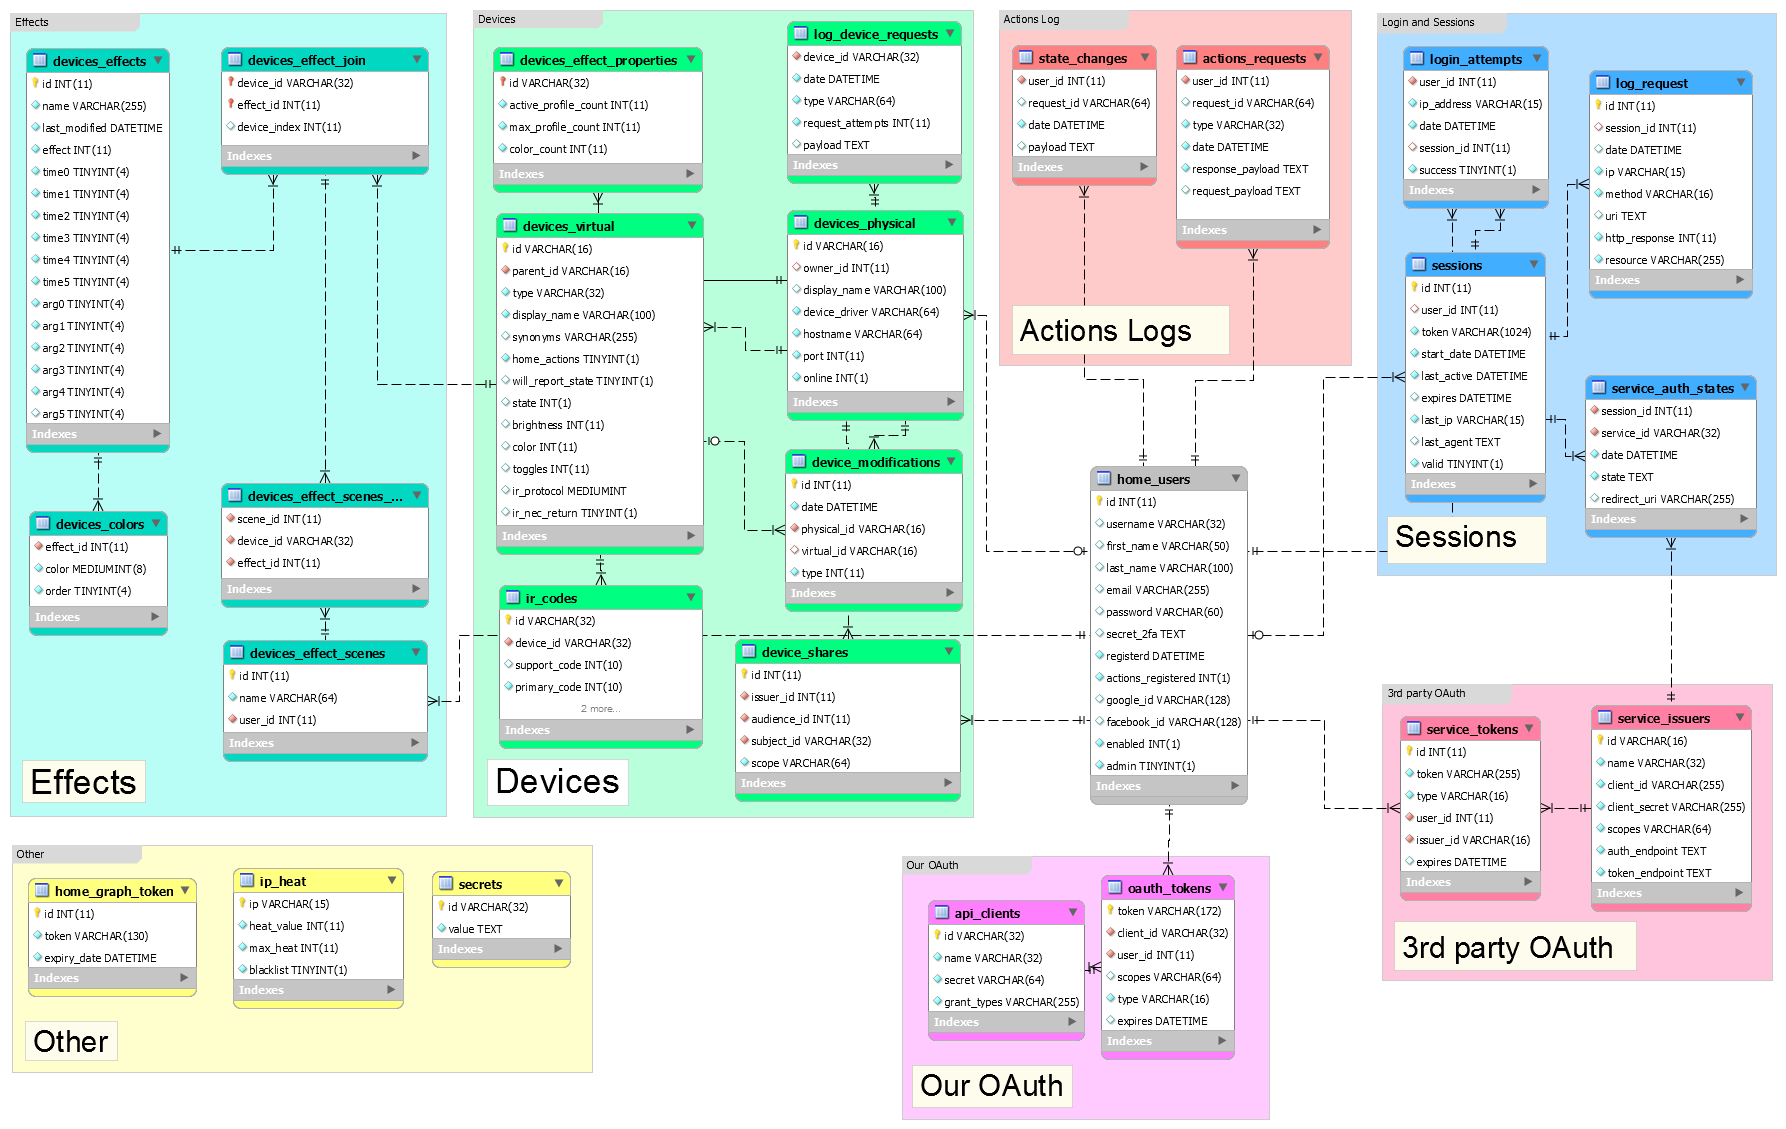 Effects
devices_effects
id INT(11)
name VARCHAR(255)
last_modified DATETIME
effect INT(11)
time0 TINYINT(4)
time1 TINYINT(4)
time2 TINYINT(4)
time3 TINYINT(4)
time4 TINYINT(4)
time5 TINYINT(4)
arg0 TINYINT(4)
arg1 TINYINT(4)
arg2 TINYINT(4)
arg3 TINYINT(4)
arg4 TINYINT(4)
arg5 TINYINT(4)
Indexes
devices_effect_join
device_id VARCHAR(32)
effect_id INT(11)
device_index INT(11)
Indexes
devices_colors
effect_id INT(11)
color MEDIUMINT(8)
order TINYINT(4)
Indexes
devices_effect_scenes_...
scene_id INT(11)
device_id VARCHAR(32)
effect_id INT(11)
Indexes
devices_effect_scenes
id INT(11)
name VARCHAR(64)
user_id INT(11)
Indexes
Effects
Devices
devices_effect_properties
id VARCHAR(32)
active_profile_count INT(11)
max_profile_count INT(11)
color_count INT(11)
Indexes
log_device_requests
device_id VARCHAR(32)
date DATETIME
type VARCHAR(64)
request_attempts INT(11)
payload TEXT
Indexes
devices_virtual
id VARCHAR(16)
parent_id VARCHAR(16)
type VARCHAR(32)
display_name VARCHAR(100)
synonyms VARCHAR(255)
home_actions TINYINT(1)
will_report_state TINYINT(1)
state INT(1)
brightness INT(11)
color INT(11)
toggles INT(11)
ir_protocol MEDIUMINT
ir_nec_return TINYINT(1)
Indexes
devices_physical
id VARCHAR(16)
owner_id INT(11)
display_name VARCHAR(100)
device_driver VARCHAR(64)
hostname VARCHAR(64)
port INT(11)
online INT(1)
Indexes
device_modifications
id INT(11)
date DATETIME
physical_id VARCHAR(16)
virtual_id VARCHAR(16)
type INT(11)
Indexes
ir_codes
id VARCHAR(32)
device_id VARCHAR(32)
support_code INT(10)
primary_code INT(10)
2 more...
Indexes
device_shares
id INT(11)
issuer_id INT(11)
audience_id INT(11)
subject_id VARCHAR(32)
scope VARCHAR(64)
Indexes
Devices
Actions Log
state_changes
user_id INT(11)
request_id VARCHAR(64)
date DATETIME
payload TEXT
Indexes
actions_requests
user_id INT(11)
request_id VARCHAR(64)
type VARCHAR(32)
date DATETIME
response_payload TEXT
request_payload TEXT
Indexes
Actions Logs
home_users
id INT(11)
username VARCHAR(32)
first_name VARCHAR(50)
last_name VARCHAR(100)
email VARCHAR(255)
password VARCHAR(60)
secret_2fa TEXT
registerd DATETIME
actions_registered INT(1)
google_id VARCHAR(128)
facebook_id VARCHAR(128)
enabled INT(1)
admin TINYINT(1)
Indexes
Login and Sessions
login_attempts
user_id INT(11)
ip_address VARCHAR(15)
date DATETIME
session_id INT(11)
success TINYINT(1)
Indexes
log_request
id INT(11)
session_id INT(11)
date DATETIME
ip VARCHAR(15)
method VARCHAR(16)
uri TEXT
http_response INT(11)
resource VARCHAR(255)
Indexes
sessions
id INT(11)
user_id INT(11)
token VARCHAR(1024)
start_date DATETIME
last_active DATETIME
expires DATETIME
last_ip VARCHAR(15)
last_agent TEXT
valid TINYINT(1)
Indexes
service_auth_states
session_id INT(11)
service_id VARCHAR(32)
date DATETIME
state TEXT
redirect_uri VARCHAR(255)
Indexes
Sessions
3rd party OAuth
service_tokens
id INT(11)
token VARCHAR(255)
type VARCHAR(16)
user_id INT(11)
issuer_id VARCHAR(16)
expires DATETIME
Indexes
service_issuers
id VARCHAR(16)
name VARCHAR(32)
client_id VARCHAR(255)
client_secret VARCHAR(255)
scopes VARCHAR(64)
auth_endpoint TEXT
token_endpoint TEXT
Indexes
3rd party OAuth
Other
home_graph_token
id INT(11)
token VARCHAR(130)
expiry_date DATETIME
Indexes
ip_heat
ip VARCHAR(15)
heat_value INT(11)
max_heat INT(11)
blacklist TINYINT(1)
Indexes
secrets
id VARCHAR(32)
value TEXT
Indexes
Other
Our OAuth
api_clients
id VARCHAR(32)
name VARCHAR(32)
secret VARCHAR(64)
grant_types VARCHAR(255)
Indexes
oauth_tokens
token VARCHAR(172)
client_id VARCHAR(32)
user_id INT(11)
scopes VARCHAR(64)
type VARCHAR(16)
expires DATETIME
Indexes
Our OAuth